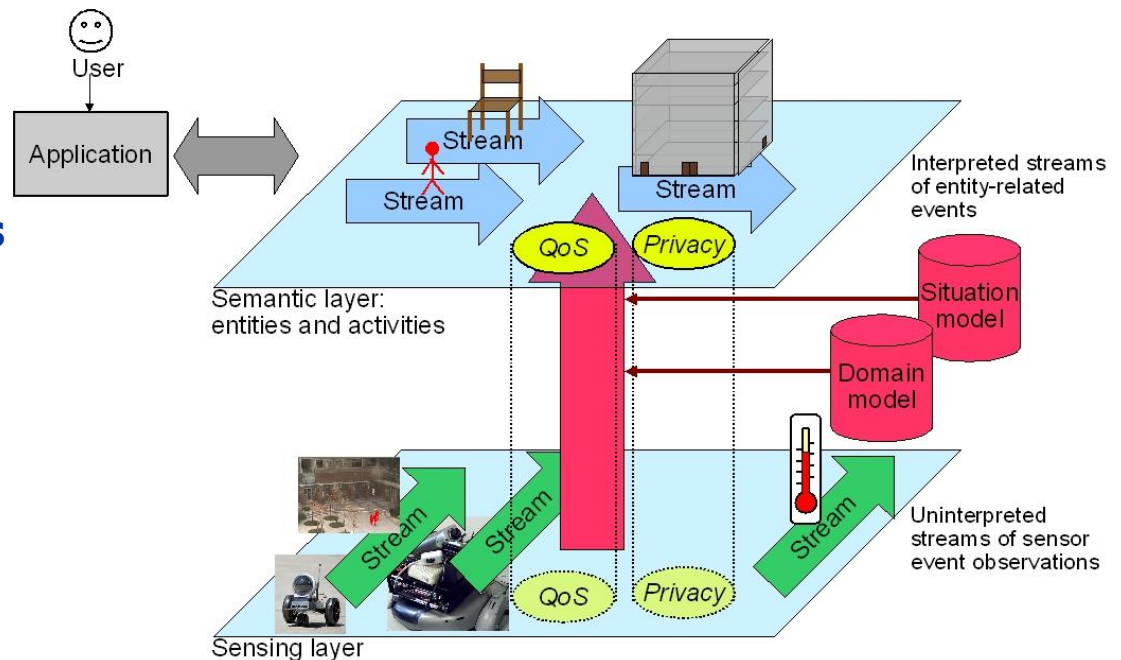 User
Application
Stream
Stream
Stream
Interpreted streams
of entity-related
events
s
QoS
Privacy
Semantic layer:
entities and activities
Situation
model
Domain
model
Stream
Stream
Stream
Uninterpreted
streams of sensor
event observations
QoS
Privacy
Sensing layer